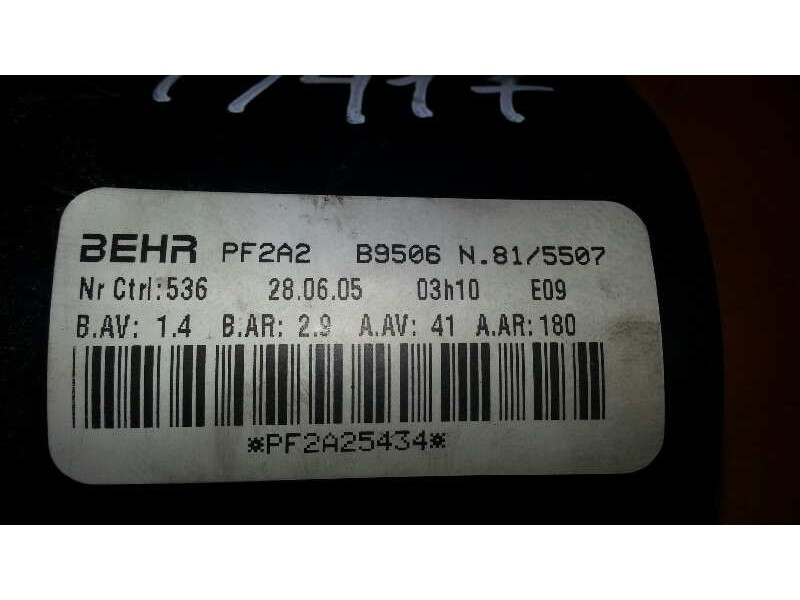 BEHR PF2A2 B9506 N.81/5507
Nr Ctrl:536 28.06.05 03h10 E09
B.AV: 1.4 B.AR: 2.9 A.AV: 41 A.AR:180
*PF2A25434*